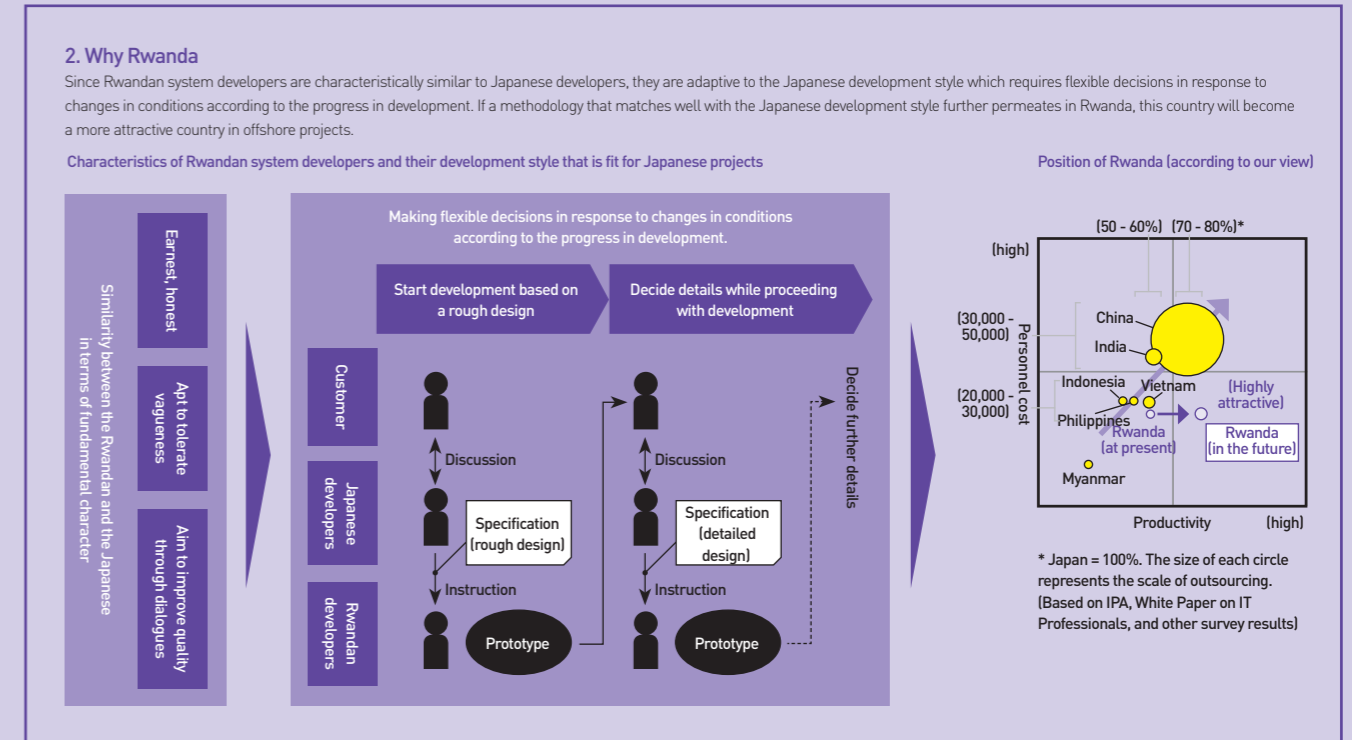 2. Why Rwanda
Since Rwandan system developers are characteristically similar to Japanese developers, they are adaptive to the Japanese development style which requires flexible decisions in response to
changes in conditions according to the progress in development. If a methodology that matches well with the Japanese development style further permeates in Rwanda, this country will become
a more attractive country in offshore projects.
Characteristics of Rwandan system developers and their development style that is fit for Japanese projects
Similarity between the Rwandan and the Japanese
in terms of fundamental character
Earnest, honest
Apt to tolerate
vagueness
Aim to improve quality
through dialogues
Making flexible decisions in response to changes in conditions
according to the progress in development.
Start development based on
a rough design
Decide details while proceeding
with development
Customer
Japanese
developers
Rwandan
developers
Discussion
Specification
(rough design)
Instruction
Prototype
Discussion
Specification
(detailed
design)
Instruction
Prototype
Decide further details
Position of Rwanda (according to our view)
(50 - 60%) (70 - 80%)*
(high)
(30,000 -
50,000)
(20,000 -
30,000)
Personnel cost
China
India
Indonesia
Vietnam
Philippines
(Highly
attractive)
Rwanda
(at present)
Rwanda
(in the future)
Myanmar
Productivity
(high)
* Japan = 100%. The size of each circle
represents the scale of outsourcing.
(Based on IPA, White Paper on IT
Professionals, and other survey results)